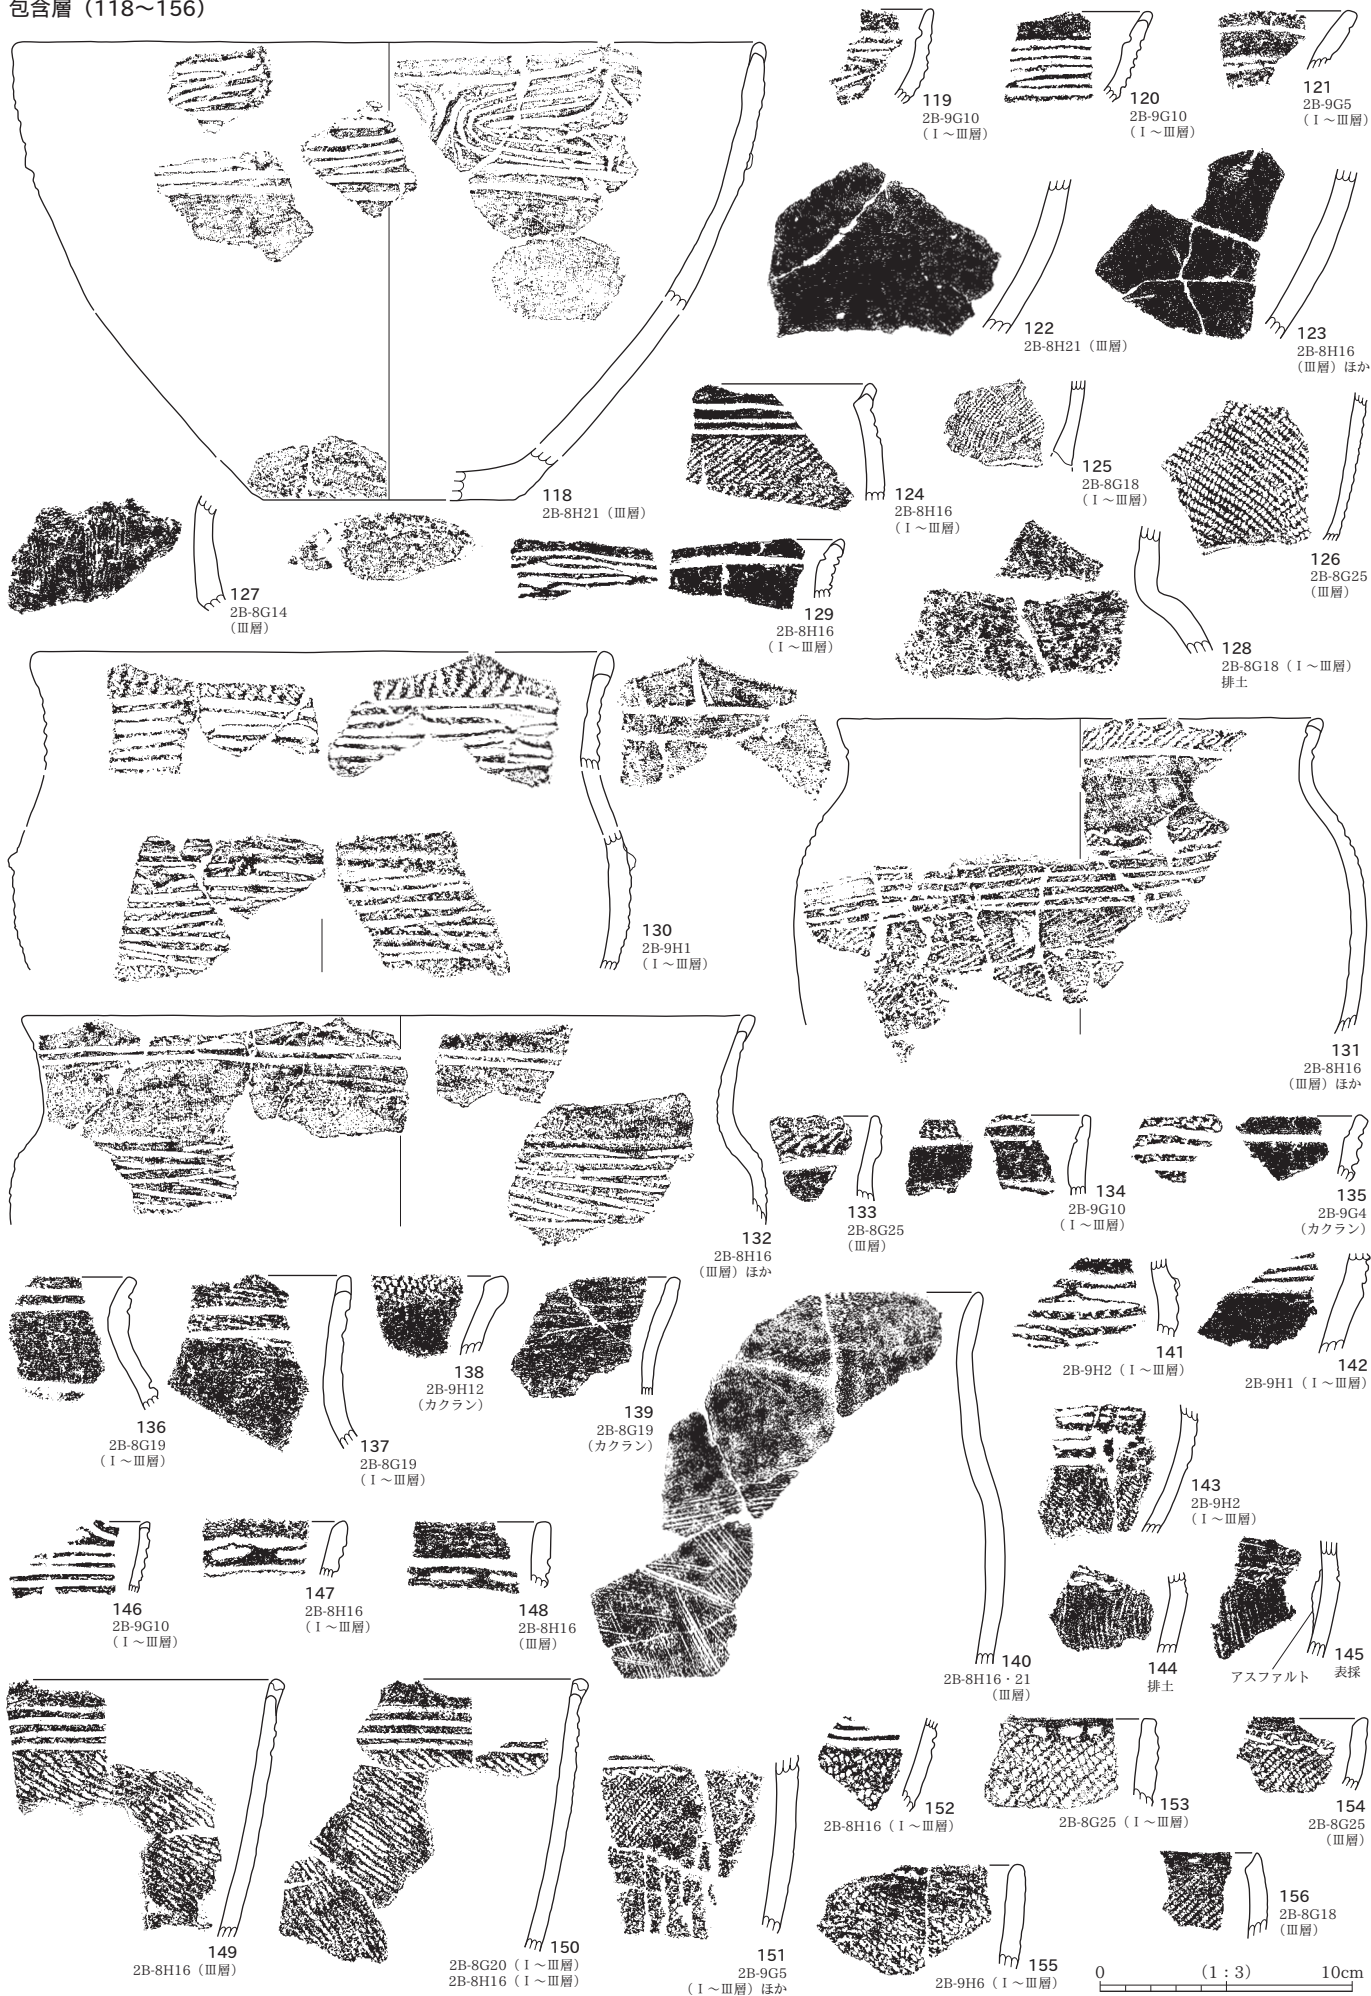 包含層（118～156）
119
2B-9G10
（Ⅰ～Ⅲ層）
120
2B-9G10
（Ⅰ～Ⅲ層）
121
2B-9G5
（Ⅰ～Ⅲ層）
122
2B-8H21（Ⅲ層）
123
2B-8H16
（Ⅲ層）ほか
118
2B-8H21（Ⅲ層）
124
2B-8H16
（Ⅰ～Ⅲ層）
125
2B-8G18
（Ⅰ～Ⅲ層）
126
2B-8G25
（Ⅲ層）
127
2B-8G14
（Ⅲ層）
129
2B-8H16
（Ⅰ～Ⅲ層）
128
2B-8G18（Ⅰ～Ⅲ層）
排土
130
2B-9H1
（Ⅰ～Ⅲ層）
131
2B-8H16
（Ⅲ層）ほか
132
2B-8H16
（Ⅲ層）ほか
133
2B-8G25
（Ⅲ層）
134
2B-9G10
（Ⅰ～Ⅲ層）
135
2B-9G4
（カクラン）
136
2B-8G19
（Ⅰ～Ⅲ層）
137
2B-8G19
（Ⅰ～Ⅲ層）
138
2B-9H12
（カクラン）
139
2B-8G19
（カクラン）
140
2B-8H16・21
（Ⅲ層）
141
2B-9H2（Ⅰ～Ⅲ層）
142
2B-9H1（Ⅰ～Ⅲ層）
143
2B-9H2
（Ⅰ～Ⅲ層）
144
排土
アスファルト
145
表採
146
2B-9G10
（Ⅰ～Ⅲ層）
147
2B-8H16
（Ⅰ～Ⅲ層）
148
2B-8H16
（Ⅲ層）
149
2B-8H16（Ⅲ層）
150
2B-8G20（Ⅰ～Ⅲ層）
2B-8H16（Ⅰ～Ⅲ層）
151
2B-9G5
（Ⅰ～Ⅲ層）ほか
152
2B-8H16（Ⅰ～Ⅲ層）
153
2B-8G25（Ⅰ～Ⅲ層）
154
2B-8G25
（Ⅲ層）
155
2B-9H6（Ⅰ～Ⅲ層）
156
2B-8G18
（Ⅲ層）
0 （1：3） 10cm